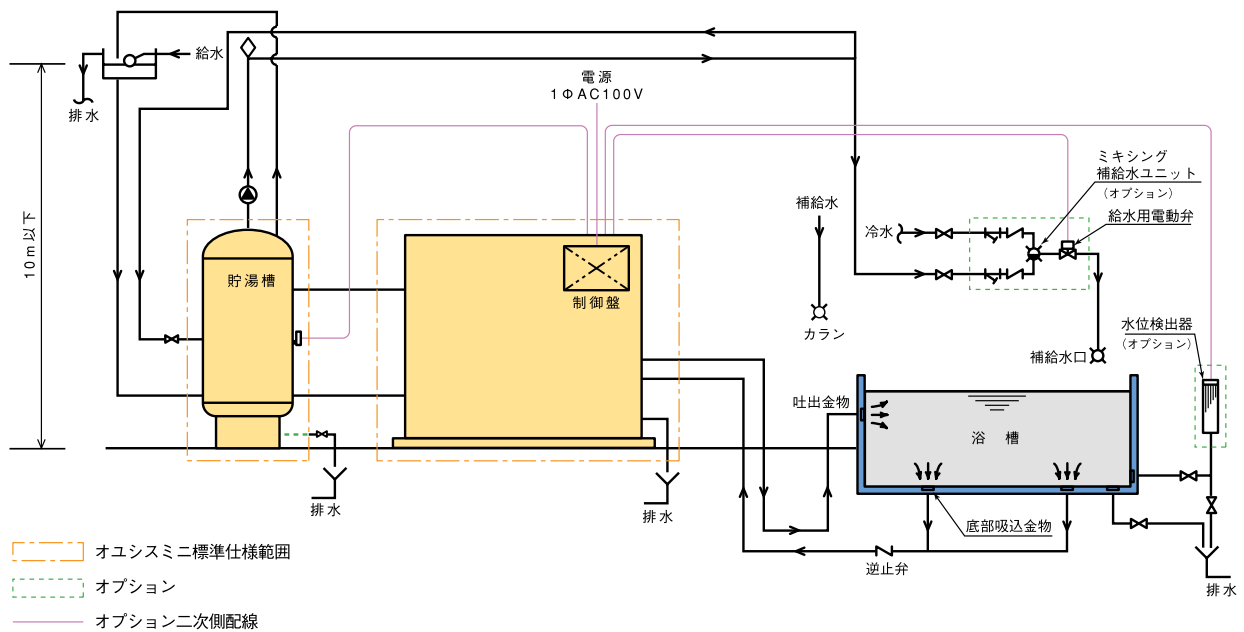 給水
排水
電源
1ΦAC100V
10m以下
貯湯槽
制御盤
補給水
カラン
冷水
ミキシング
補給水ユニット
（オプション）
給水用電動弁
補給水口
水位検出器
（オプション）
吐出金物
浴 槽
底部吸込金物
逆止弁
排水
排水
排水
オユシスミニ標準仕様範囲
オプション
オプション二次側配線